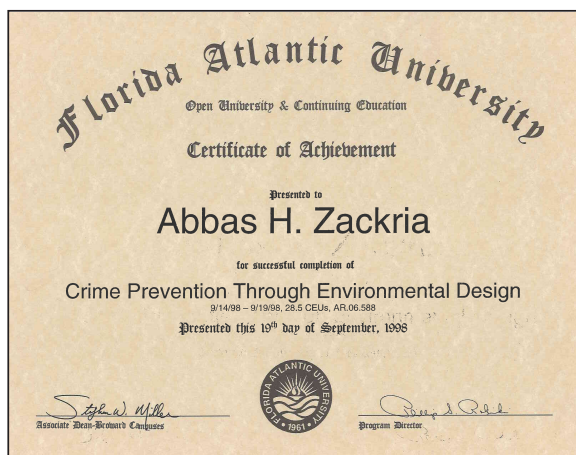 Florida Atlantic University
Open University & Continuing Education
Certificate of Achievement
Presented to
Abbas H. Zackria
for successful completion of
Crime Prevention Through Environmental Design
9/14/98 – 9/19/98, 28.5 CEUs, AR.06.588
Presented this 19th day of September, 1998
Stephen W. Miller
Associate Dean-Broward Campuses
FLORIDA ATLANTIC UNIVERSITY
• 1961 •
Program Director